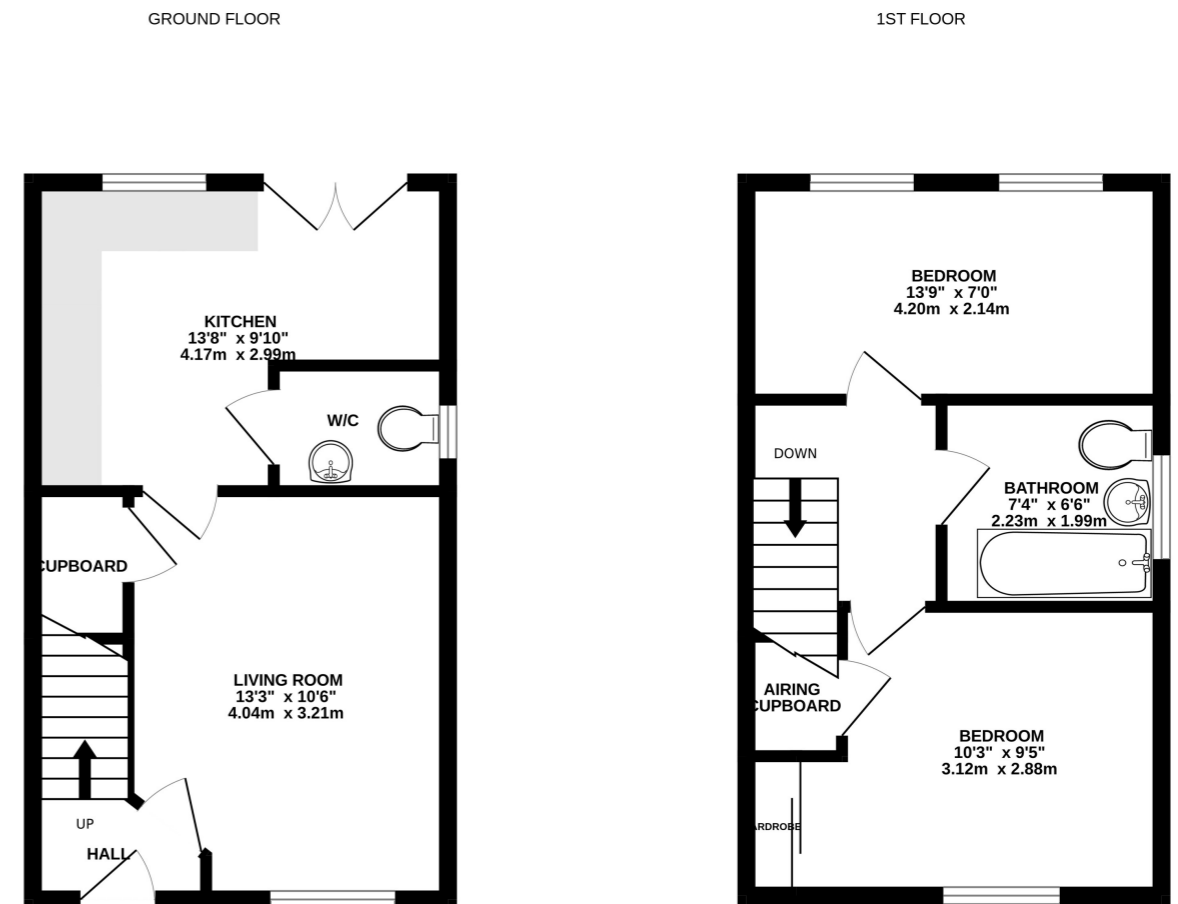 GROUND FLOOR
1ST FLOOR
KITCHEN
13'8" x 9'10"
4.17m x 2.99m
W/C
CUPBOARD
LIVING ROOM
13'3" x 10'6"
4.04m x 3.21m
UP
HALL
BEDROOM
13'9" x 7'0"
4.20m x 2.14m
DOWN
BATHROOM
7'4" x 6'6"
2.23m x 1.99m
AIRING
CUPBOARD
BEDROOM
10'3" x 9'5"
3.12m x 2.88m
ARDROBE